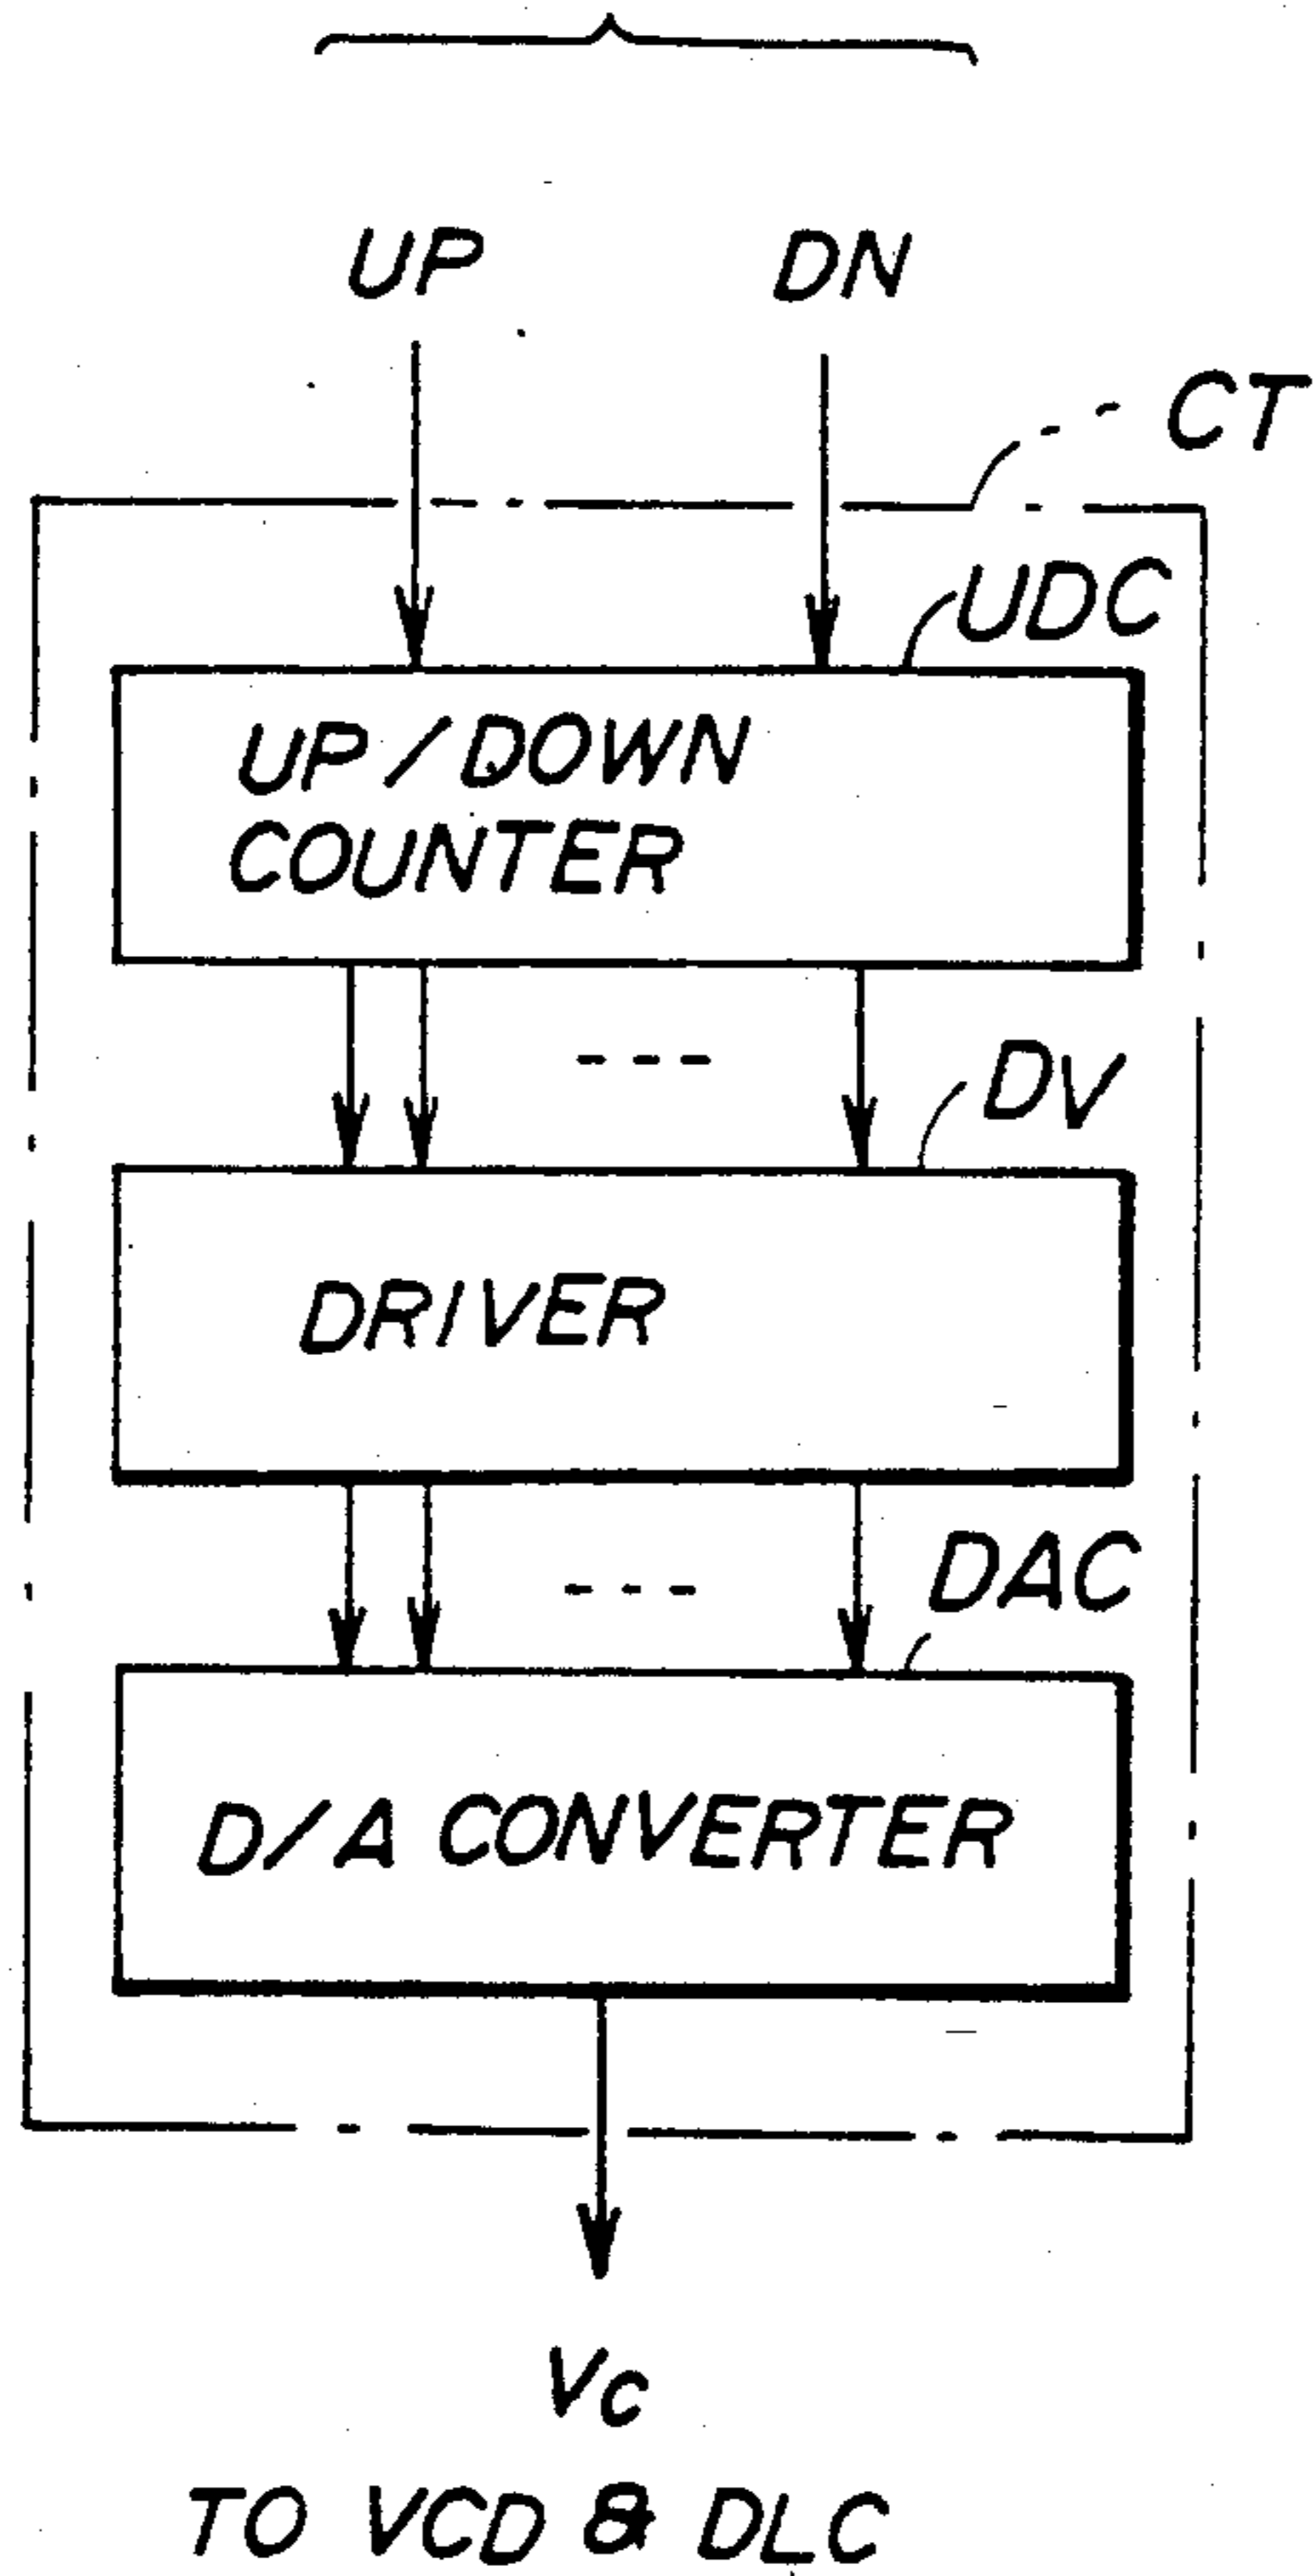 UP DN
CT
UDC
UP/DOWN
COUNTER
DV
DRIVER
DAC
D/A CONVERTER
Vc
TO VCD & DLC